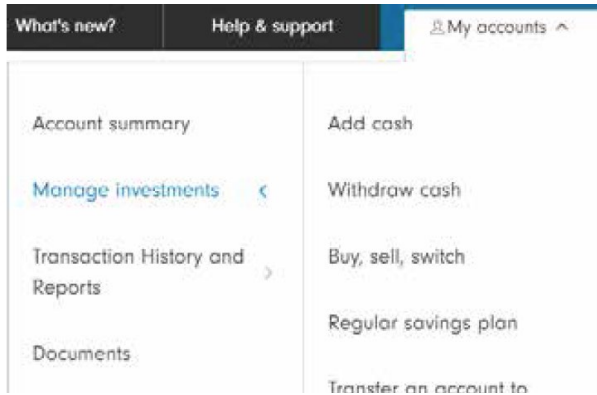 What's new?
Help & support
My accounts
Account summary
Manage investments
Transaction History and
Reports
Documents
Add cash
Withdraw cash
Buy, sell, switch
Regular savings plan
Transfer an account to